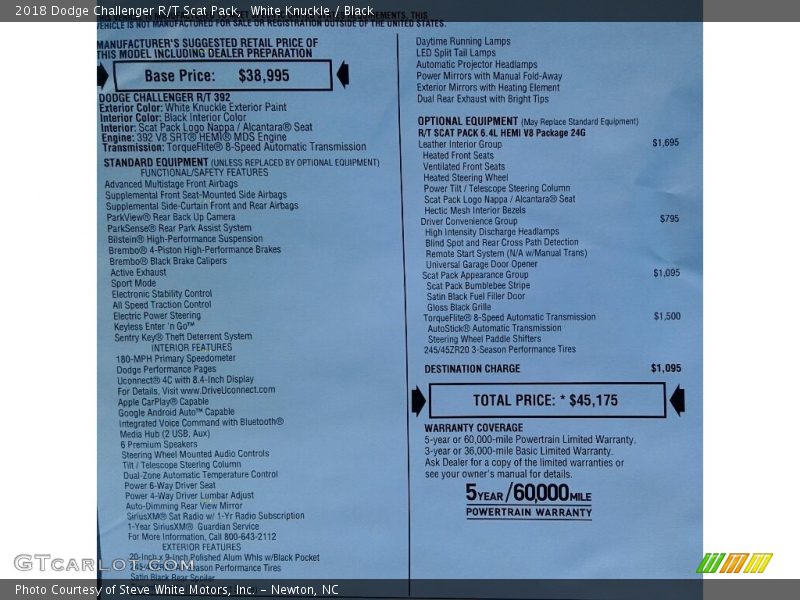 2018 Dodge Challenger R/T Scat Pack, White Knuckle / Black
VEHICLE IS NOT MANUFACTURED FOR SALE OR REGISTRATION OUTSIDE OF THE UNITED STATES.
MANUFACTURER'S SUGGESTED RETAIL PRICE OF
THIS MODEL INCLUDING DEALER PREPARATION
Base Price: $38,995
DODGE CHALLENGER R/T 392
Exterior Color: White Knuckle Exterior Paint
Interior Color: Black Interior Color
Interior: Scat Pack Logo Nappa / Alcantara® Seat
Engine: 392 V8 SRT® HEMI® MDS Engine
Transmission: TorqueFlite® 8-Speed Automatic Transmission
STANDARD EQUIPMENT (UNLESS REPLACED BY OPTIONAL EQUIPMENT)
FUNCTIONAL/SAFETY FEATURES
Advanced Multistage Front Airbags
Supplemental Front Seat-Mounted Side Airbags
Supplemental Side-Curtain Front and Rear Airbags
ParkView® Rear Back Up Camera
ParkSense® Rear Park Assist System
Bilstein® High-Performance Suspension
Brembo® 4-Piston High-Performance Brakes
Brembo® Black Brake Calipers
Active Exhaust
Sport Mode
Electronic Stability Control
All Speed Traction Control
Electric Power Steering
Keyless Enter 'n Go™
Sentry Key® Theft Deterrent System
INTERIOR FEATURES
180-MPH Primary Speedometer
Dodge Performance Pages
Uconnect® 4C with 8.4-Inch Display
For Details, Visit www.DriveUconnect.com
Apple CarPlay® Capable
Google Android Auto™ Capable
Integrated Voice Command with Bluetooth®
Media Hub (2 USB, Aux)
6 Premium Speakers
Steering Wheel Mounted Audio Controls
Tilt / Telescope Steering Column
Dual-Zone Automatic Temperature Control
Power 6-Way Driver Seat
Power 4-Way Driver Lumbar Adjust
Auto-Dimming Rear View Mirror
SiriusXM® Sat Radio w/ 1-Yr Radio Subscription
1-Year SiriusXM® Guardian Service
For More Information, Call 800-643-2112
EXTERIOR FEATURES
20-Inch x 9-Inch Polished Alum Whls w/Black Pocket
245/45ZR20 All-Season Performance Tires
Satin Black Rear Spoiler
Daytime Running Lamps
LED Split Tail Lamps
Automatic Projector Headlamps
Power Mirrors with Manual Fold-Away
Exterior Mirrors with Heating Element
Dual Rear Exhaust with Bright Tips
OPTIONAL EQUIPMENT (May Replace Standard Equipment)
R/T SCAT PACK 6.4L HEMI V8 Package 24G
Leather Interior Group $1,695
Heated Front Seats
Ventilated Front Seats
Heated Steering Wheel
Power Tilt / Telescope Steering Column
Scat Pack Logo Nappa / Alcantara® Seat
Hectic Mesh Interior Bezels
Driver Convenience Group $795
High Intensity Discharge Headlamps
Blind Spot and Rear Cross Path Detection
Remote Start System (N/A w/Manual Trans)
Universal Garage Door Opener
Scat Pack Appearance Group $1,095
Scat Pack Bumblebee Stripe
Satin Black Fuel Filler Door
Gloss Black Grille
TorqueFlite® 8-Speed Automatic Transmission $1,500
AutoStick® Automatic Transmission
Steering Wheel Paddle Shifters
245/45ZR20 3-Season Performance Tires
DESTINATION CHARGE $1,095
TOTAL PRICE: * $45,175
WARRANTY COVERAGE
5-year or 60,000-mile Powertrain Limited Warranty.
3-year or 36,000-mile Basic Limited Warranty.
Ask Dealer for a copy of the limited warranties or
see your owner's manual for details.
5YEAR/60,000MILE
POWERTRAIN WARRANTY
GTcarlot.com
Photo Courtesy of Steve White Motors, Inc. – Newton, NC